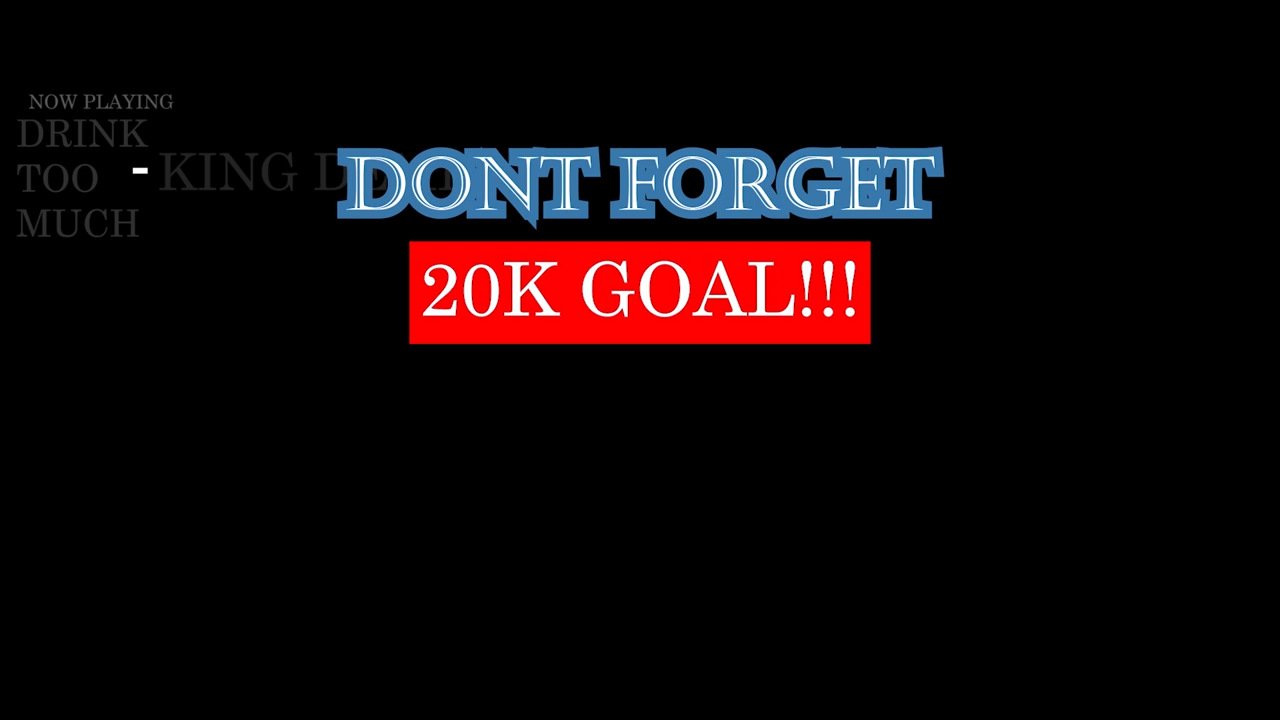 NOW PLAYING
DRINK
TOO
MUCH
- KING
DONT FORGET
20K GOAL!!!